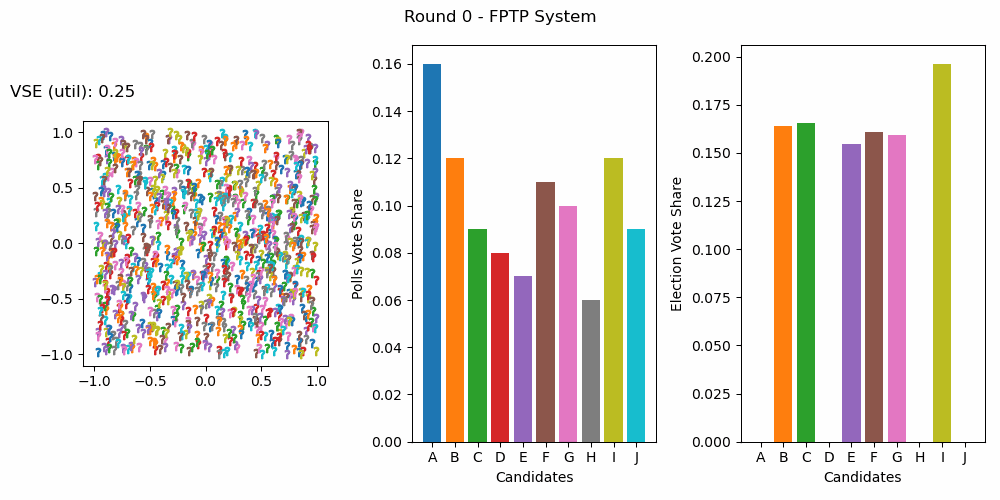 Round 0 - FPTP System
VSE (util): 0.25
1.0
0.5
0.0
−0.5
−1.0
−1.0 −0.5 0.0 0.5 1.0
Polls Vote Share
0.16
0.14
0.12
0.10
0.08
0.06
0.04
0.02
0.00
A B C D E F G H I J
Candidates
Election Vote Share
0.200
0.175
0.150
0.125
0.100
0.075
0.050
0.025
0.000
A B C D E F G H I J
Candidates